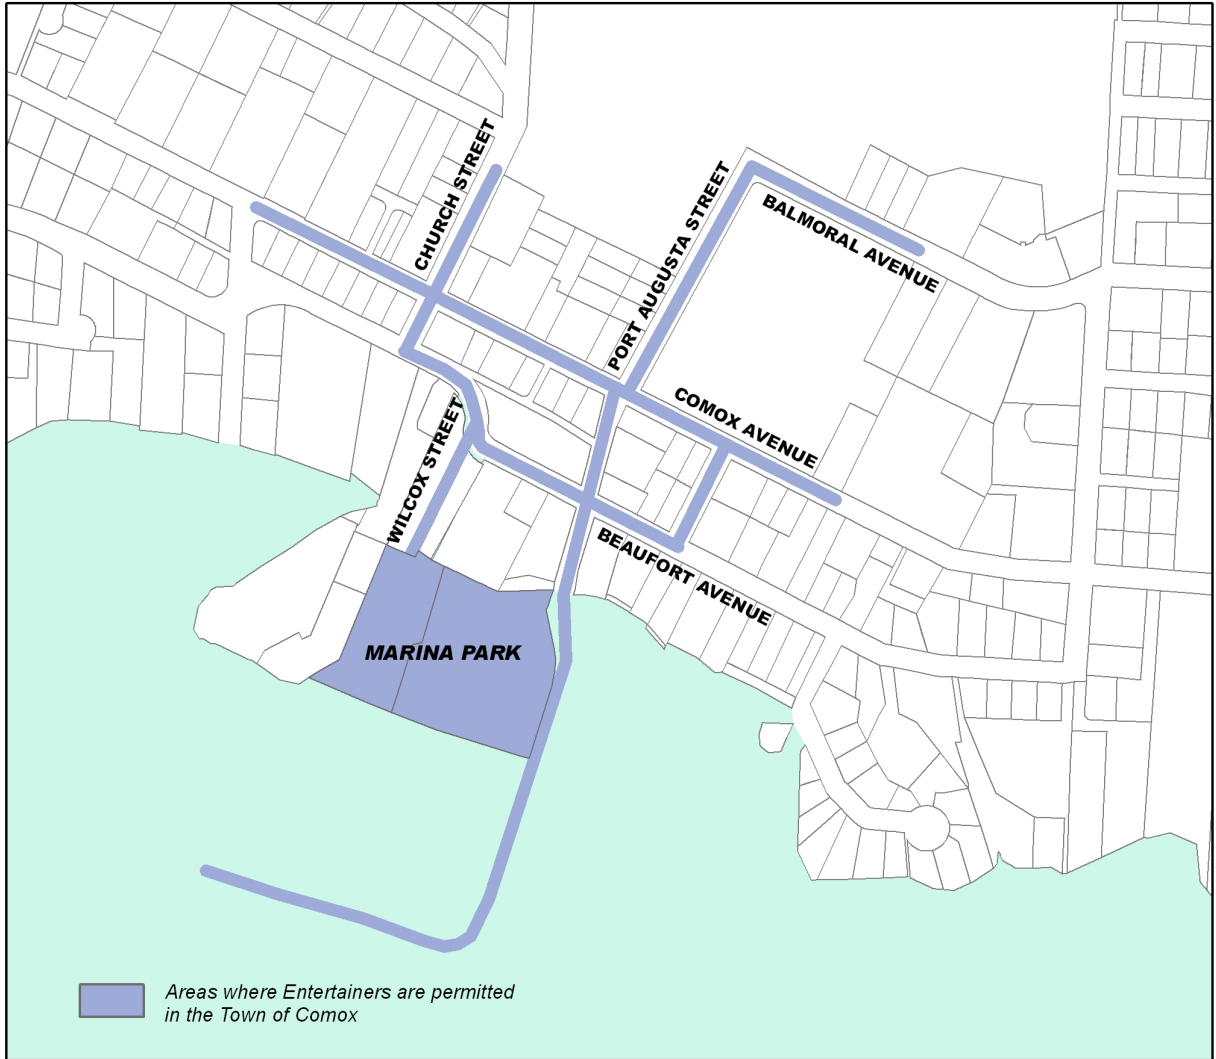 CHURCH STREET
PORT AUGUSTA STREET
BALMORAL AVENUE
COMOX AVENUE
WILCOX STREET
BEAUFORT AVENUE
MARINA PARK
Areas where Entertainers are permitted
in the Town of Comox